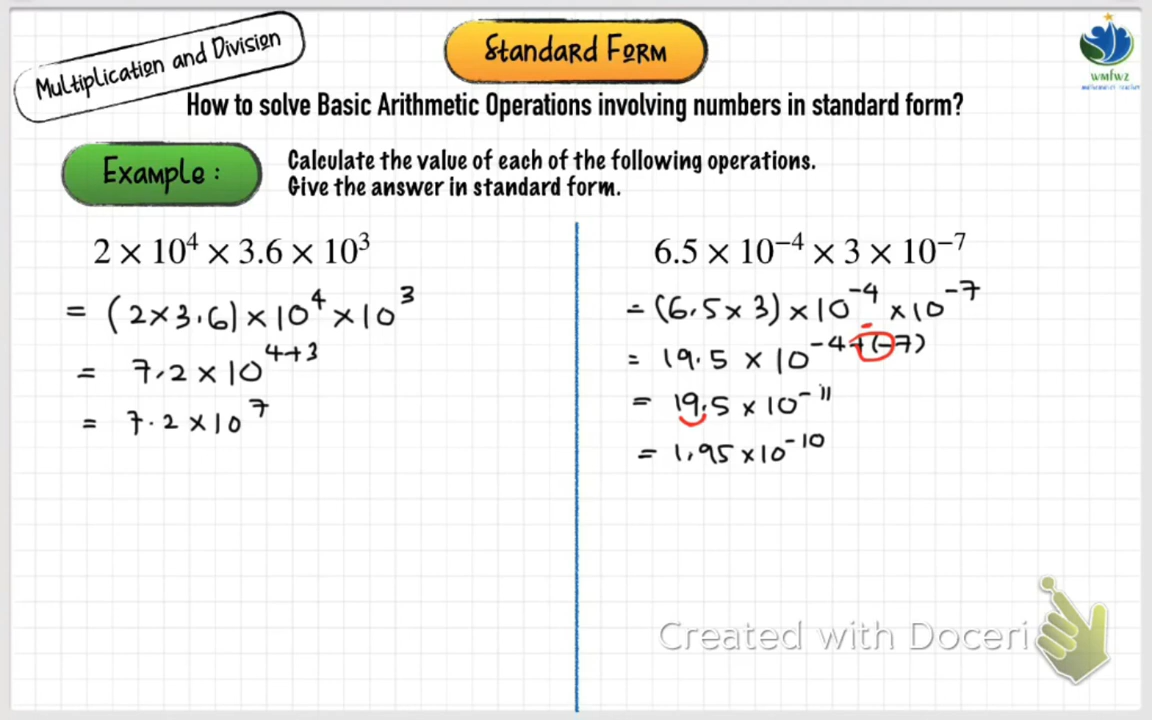 Multiplication and Division
Standard Form
WMFWZ
How to solve Basic Arithmetic Operations involving numbers in standard form?
Example :
Calculate the value of each of the following operations.
Give the answer in standard form.
2 × 10⁴ × 3.6 × 10³
= (2×3.6) × 10⁴ × 10³
= 7.2 × 10⁴⁺³
= 7.2 × 10⁷
6.5 × 10⁻⁴ × 3 × 10⁻⁷
= (6.5 × 3) × 10⁻⁴ × 10⁻⁷
= 19.5 × 10⁻⁴⁺⁽⁻⁷⁾
= 19.5 × 10⁻¹¹
= 1.95 × 10⁻¹⁰
Created with Doceri